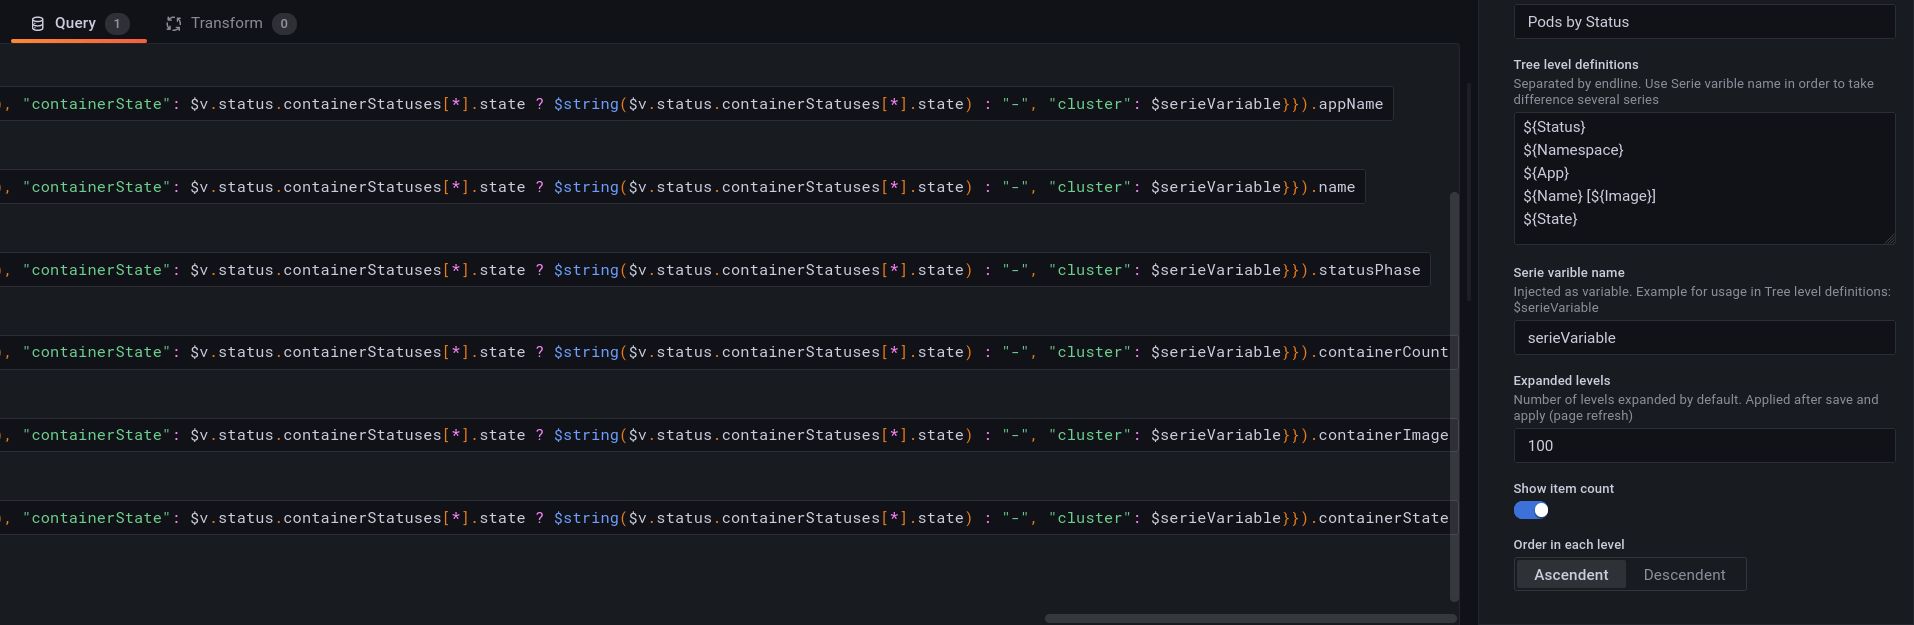 Query 1 Transform 0
), "containerState": $v.status.containerStatuses[*].state ? $string($v.status.containerStatuses[*].state) : "-", "cluster": $serieVariable}}).appName
), "containerState": $v.status.containerStatuses[*].state ? $string($v.status.containerStatuses[*].state) : "-", "cluster": $serieVariable}}).name
), "containerState": $v.status.containerStatuses[*].state ? $string($v.status.containerStatuses[*].state) : "-", "cluster": $serieVariable}}).statusPhase
), "containerState": $v.status.containerStatuses[*].state ? $string($v.status.containerStatuses[*].state) : "-", "cluster": $serieVariable}}).containerCount
), "containerState": $v.status.containerStatuses[*].state ? $string($v.status.containerStatuses[*].state) : "-", "cluster": $serieVariable}}).containerImage
), "containerState": $v.status.containerStatuses[*].state ? $string($v.status.containerStatuses[*].state) : "-", "cluster": $serieVariable}}).containerState
Pods by Status
Tree level definitions
Separated by endline. Use Serie varible name in order to take
difference several series
${Status}
${Namespace}
${App}
${Name} [${Image}]
${State}
Serie varible name
Injected as variable. Example for usage in Tree level definitions:
$serieVariable
serieVariable
Expanded levels
Number of levels expanded by default. Applied after save and
apply (page refresh)
100
Show item count
Order in each level
Ascendent Descendent